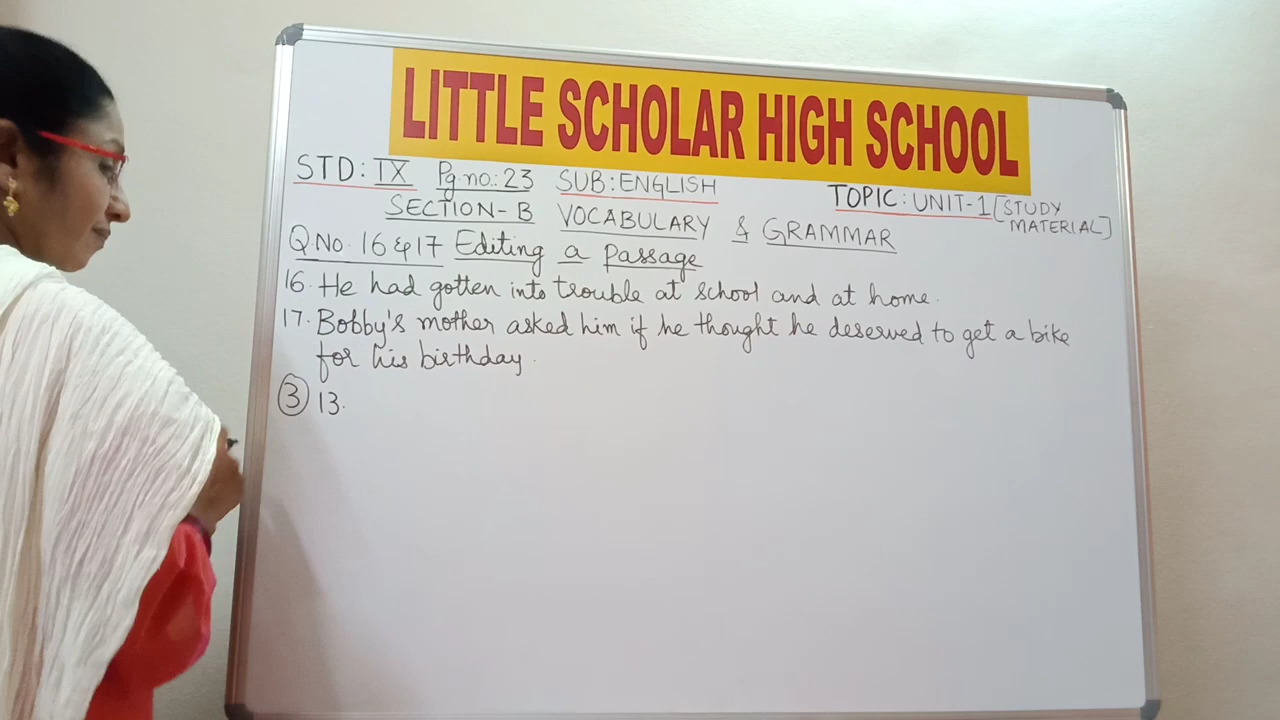 LITTLE SCHOLAR HIGH SCHOOL
STD: IX Pg.no.: 23 SUB: ENGLISH TOPIC: UNIT-1 [STUDY MATERIAL]
SECTION-B VOCABULARY & GRAMMAR
Q.No. 16 & 17 Editing a passage
16. He had gotten into trouble at school and at home.
17. Bobby's mother asked him if he thought he deserved to get a bike
for his birthday.
③ 13.